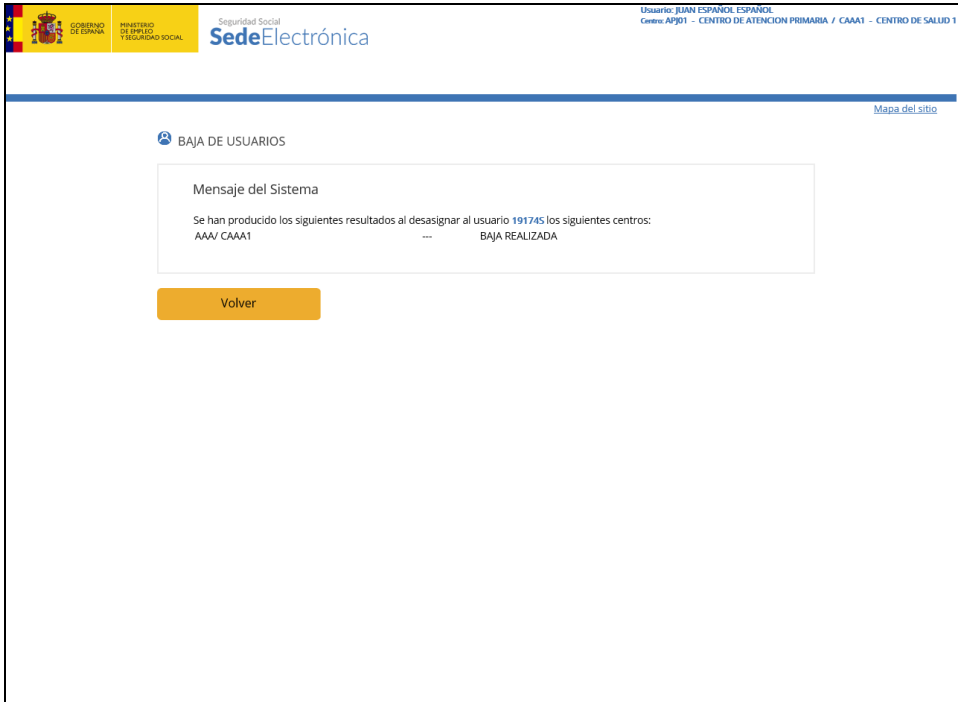 GOBIERNO
DE ESPAÑA
MINISTERIO
DE EMPLEO
Y SEGURIDAD SOCIAL
Seguridad Social
SedeElectrónica
Usuario: JUAN ESPAÑOL ESPAÑOL
Centro: APJ01 - CENTRO DE ATENCION PRIMARIA / CAAA1 - CENTRO DE SALUD 1
Mapa del sitio
BAJA DE USUARIOS
Mensaje del Sistema
Se han producido los siguientes resultados al desasignar al usuario 19174S los siguientes centros:
AAA/ CAAA1 --- BAJA REALIZADA
Volver